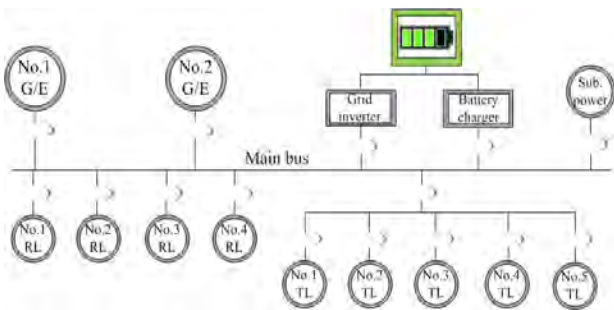 No.1
G/E
No.2
G/E
Grid
inverter
Battery
charger
Sub.
power
Main bus
No.1
RL
No.2
RL
No.3
RL
No.4
RL
No.1
TL
No.2
TL
No.3
TL
No.4
TL
No.5
TL